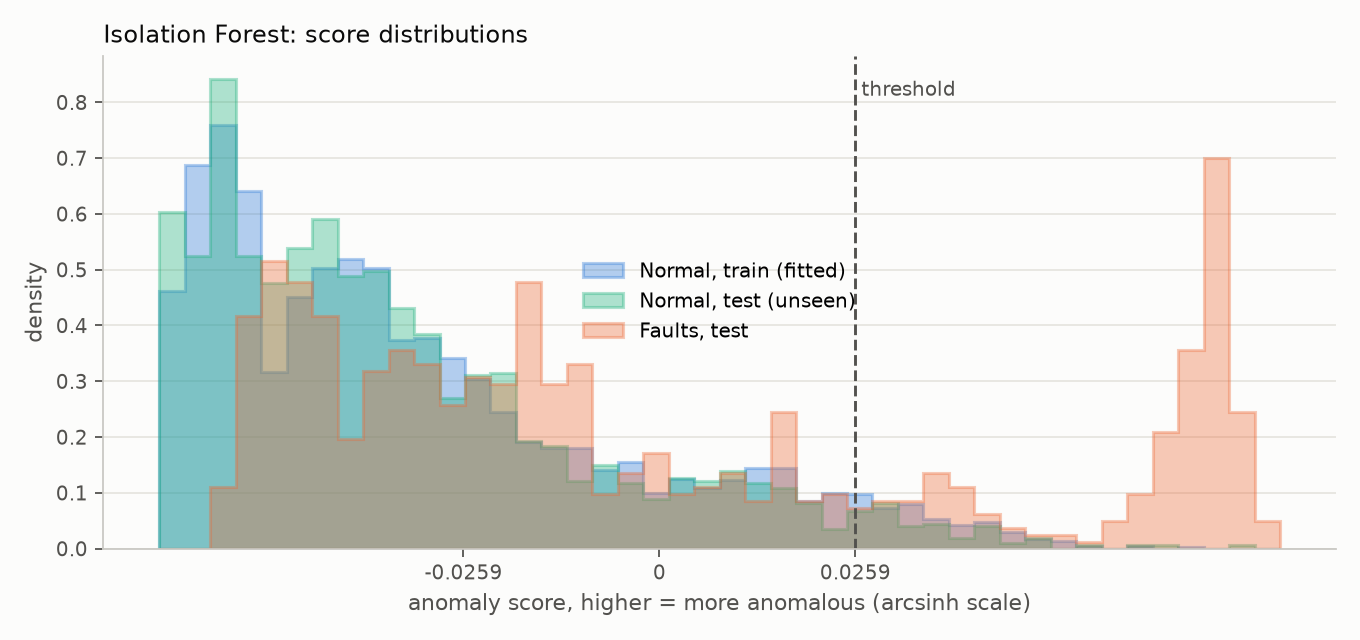 Isolation Forest: score distributions
density
0.8
0.7
0.6
0.5
0.4
0.3
0.2
0.1
0.0
threshold
Normal, train (fitted)
Normal, test (unseen)
Faults, test
-0.0259
0
0.0259
anomaly score, higher = more anomalous (arcsinh scale)